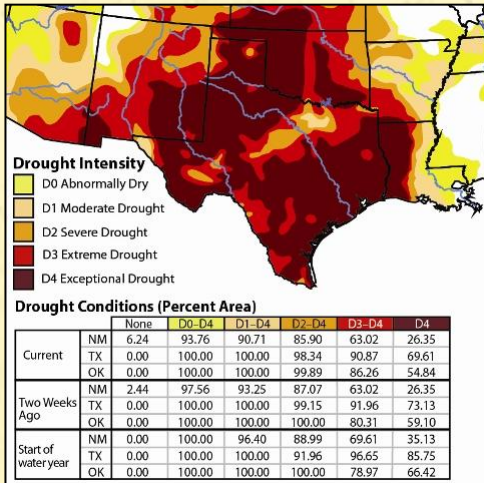 Drought Intensity
D0 Abnormally Dry
D1 Moderate Drought
D2 Severe Drought
D3 Extreme Drought
D4 Exceptional Drought
Drought Conditions (Percent Area)
None D0–D4 D1–D4 D2–D4 D3–D4 D4
Current
NM 6.24 93.76 90.71 85.90 63.02 26.35
TX 0.00 100.00 100.00 98.34 90.87 69.61
OK 0.00 100.00 100.00 99.89 86.26 54.84
Two Weeks Ago
NM 2.44 97.56 93.25 87.07 63.02 26.35
TX 0.00 100.00 100.00 99.15 91.96 73.13
OK 0.00 100.00 100.00 100.00 80.31 59.10
Start of water year
NM 0.00 100.00 96.40 88.99 69.61 35.13
TX 0.00 100.00 100.00 91.96 96.65 85.75
OK 0.00 100.00 100.00 100.00 78.97 66.42